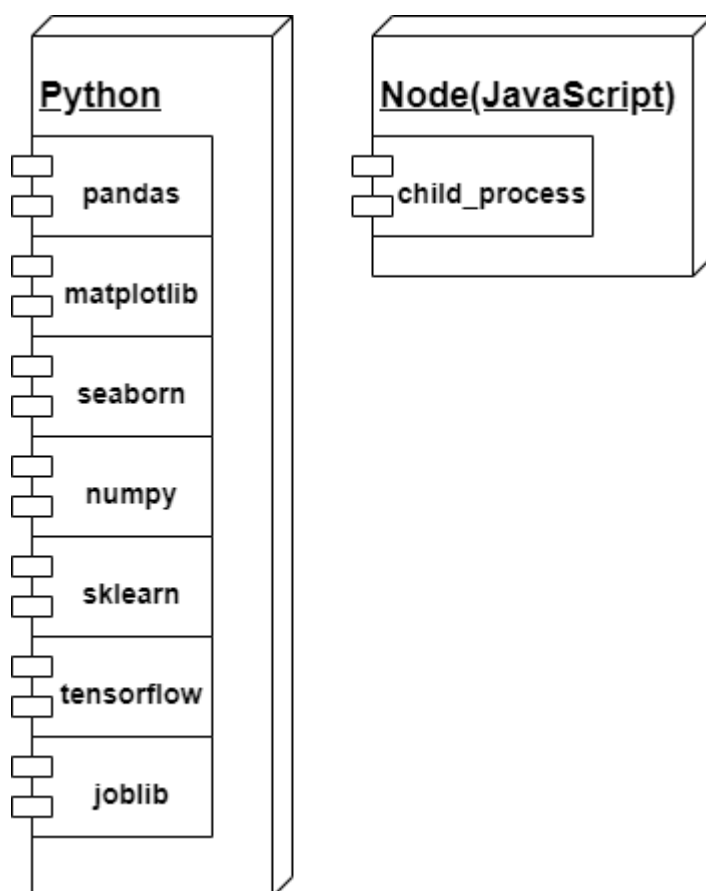 Python
pandas
matplotlib
seaborn
numpy
sklearn
tensorflow
joblib
Node(JavaScript)
child_process